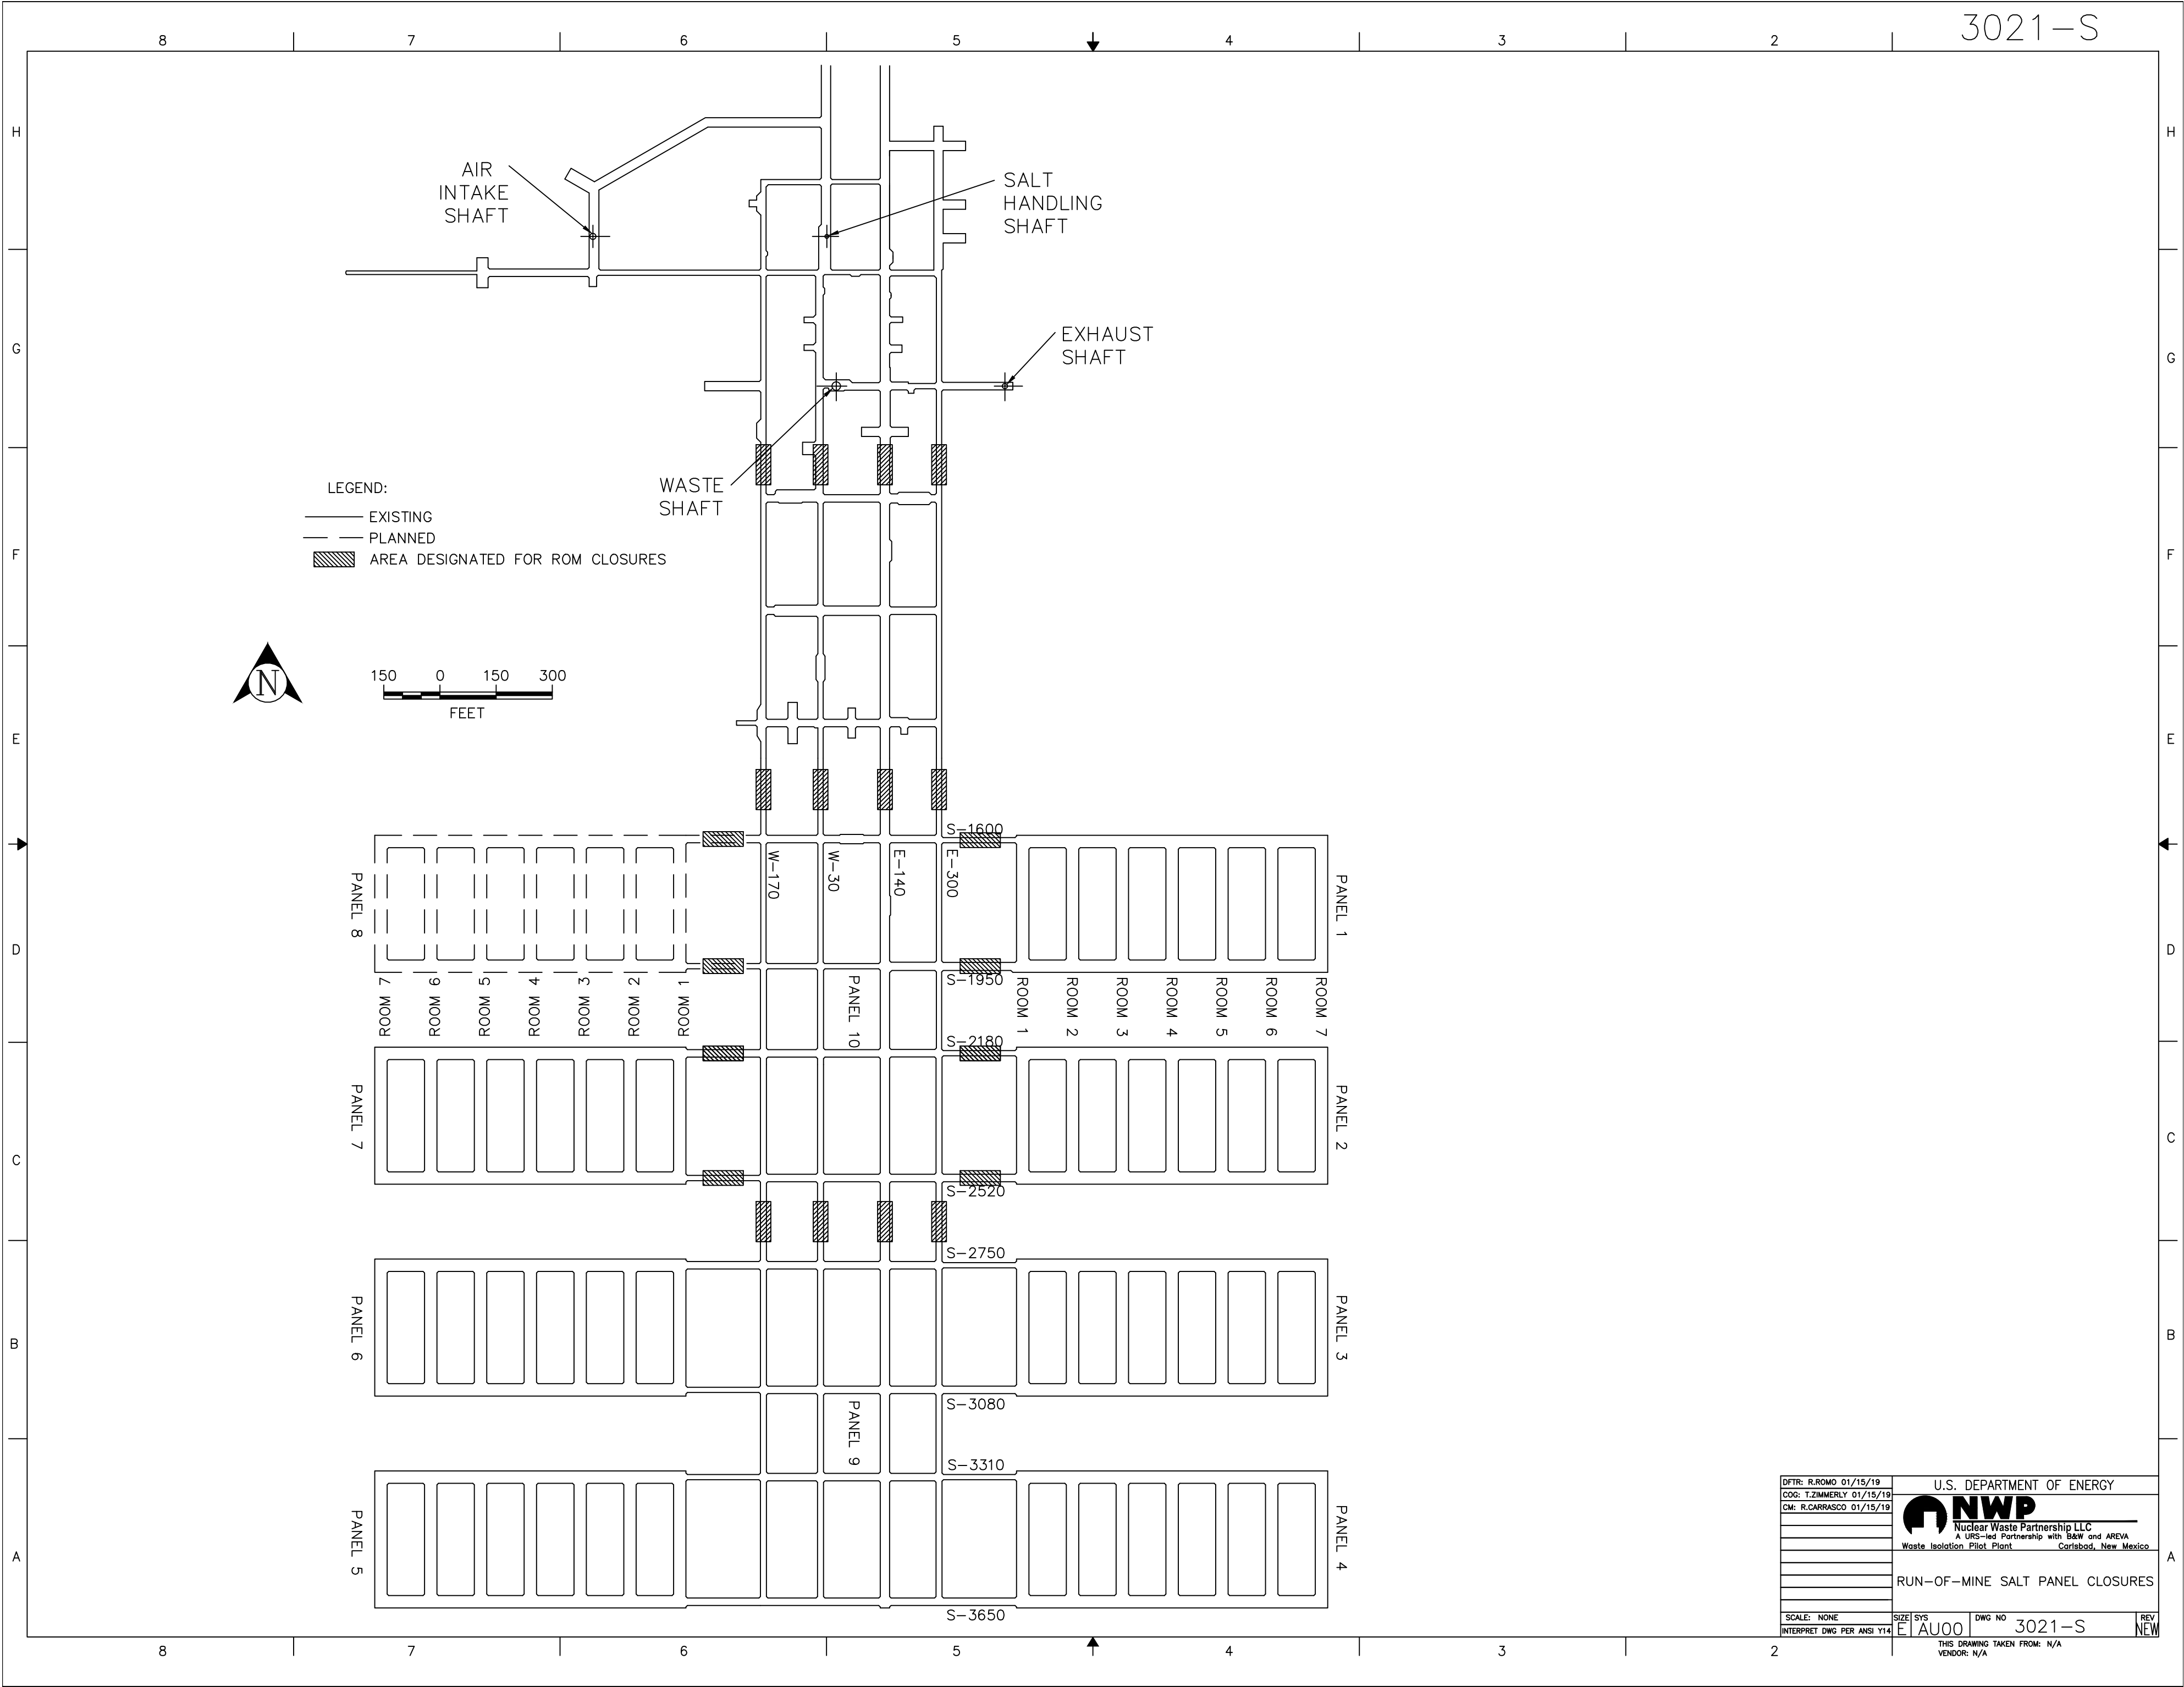 3021-S
8 7 6 5 4 3 2
H H
G G
F F
E E
D D
C C
B B
A A
AIR
INTAKE
SHAFT
SALT
HANDLING
SHAFT
EXHAUST
SHAFT
WASTE
SHAFT
LEGEND:
EXISTING
PLANNED
AREA DESIGNATED FOR ROM CLOSURES
N
150 0 150 300
FEET
S-1600
W-170
W-30
E-140
E-300
PANEL 8
PANEL 1
S-1950
ROOM 7
ROOM 6
ROOM 5
ROOM 4
ROOM 3
ROOM 2
ROOM 1
PANEL 10
ROOM 1
ROOM 2
ROOM 3
ROOM 4
ROOM 5
ROOM 6
ROOM 7
S-2180
PANEL 7
PANEL 2
S-2520
S-2750
PANEL 6
PANEL 3
S-3080
PANEL 9
S-3310
PANEL 5
PANEL 4
S-3650
DFTR: R.ROMO 01/15/19
COG: T.ZIMMERLY 01/15/19
CM: R.CARRASCO 01/15/19
U.S. DEPARTMENT OF ENERGY
NWP
Nuclear Waste Partnership LLC
A URS-led Partnership with B&W and AREVA
Waste Isolation Pilot Plant Carlsbad, New Mexico
RUN-OF-MINE SALT PANEL CLOSURES
SCALE: NONE
INTERPRET DWG PER ANSI Y14
SIZE E
SYS AU00
DWG NO 3021-S
REV NEW
THIS DRAWING TAKEN FROM: N/A
VENDOR: N/A
8 7 6 5 4 3 2